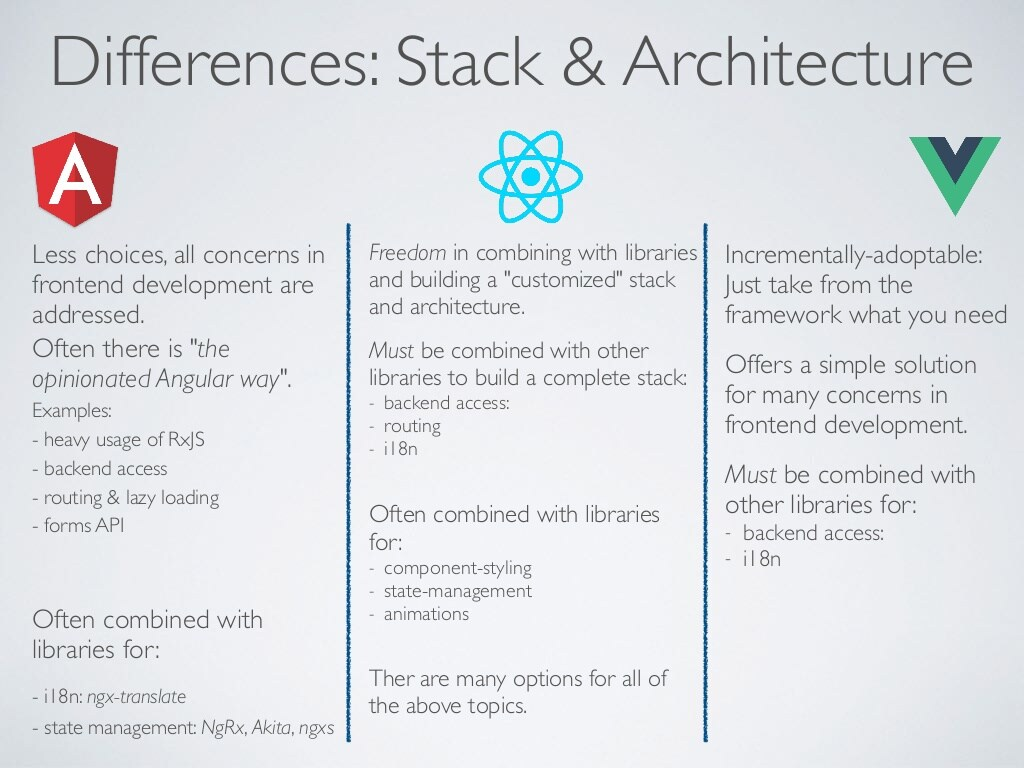 Differences: Stack & Architecture
A
Less choices, all concerns in
frontend development are
addressed.
Often there is "the
opinionated Angular way".
Examples:
- heavy usage of RxJS
- backend access
- routing & lazy loading
- forms API
Often combined with
libraries for:
- i18n: ngx-translate
- state management: NgRx, Akita, ngxs
Freedom in combining with libraries
and building a "customized" stack
and architecture.
Must be combined with other
libraries to build a complete stack:
- backend access:
- routing
- i18n
Often combined with libraries
for:
- component-styling
- state-management
- animations
Ther are many options for all of
the above topics.
Incrementally-adoptable:
Just take from the
framework what you need
Offers a simple solution
for many concerns in
frontend development.
Must be combined with
other libraries for:
- backend access:
- i18n